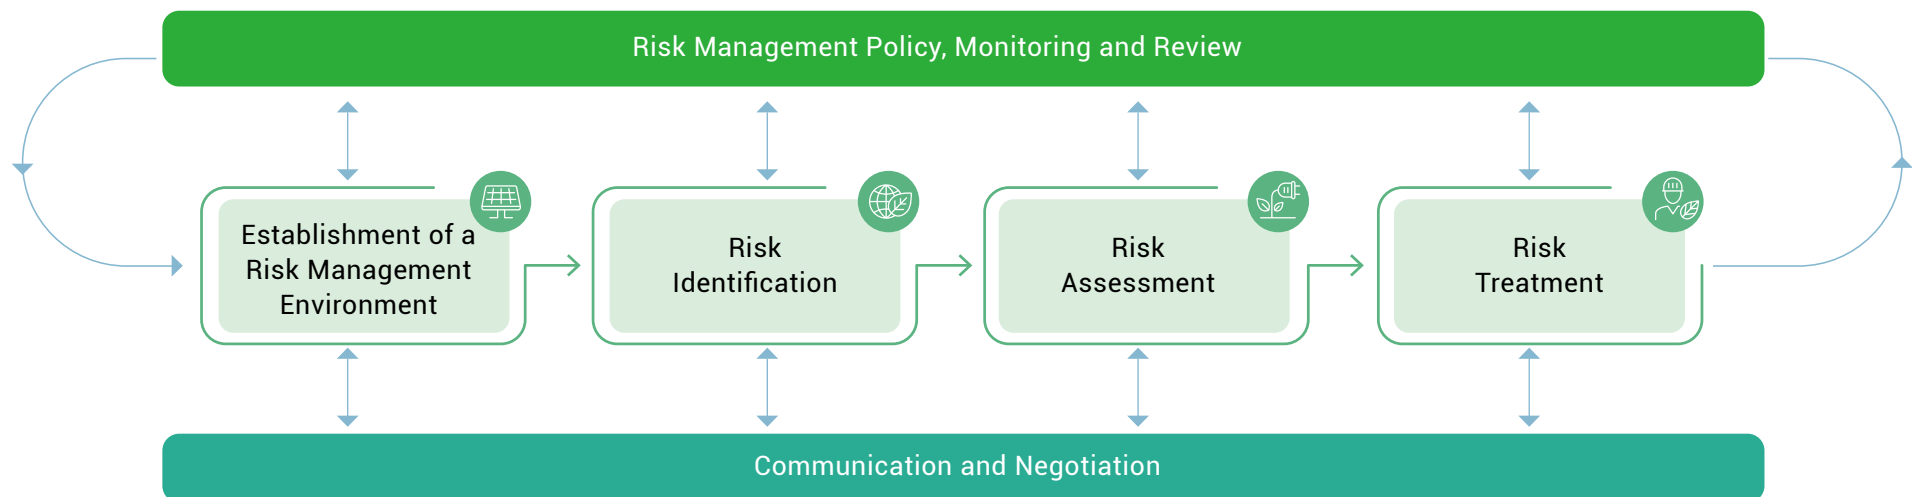 Risk Management Policy, Monitoring and Review
Establishment of a
Risk Management
Environment
Risk
Identification
Risk
Assessment
Risk
Treatment
Communication and Negotiation